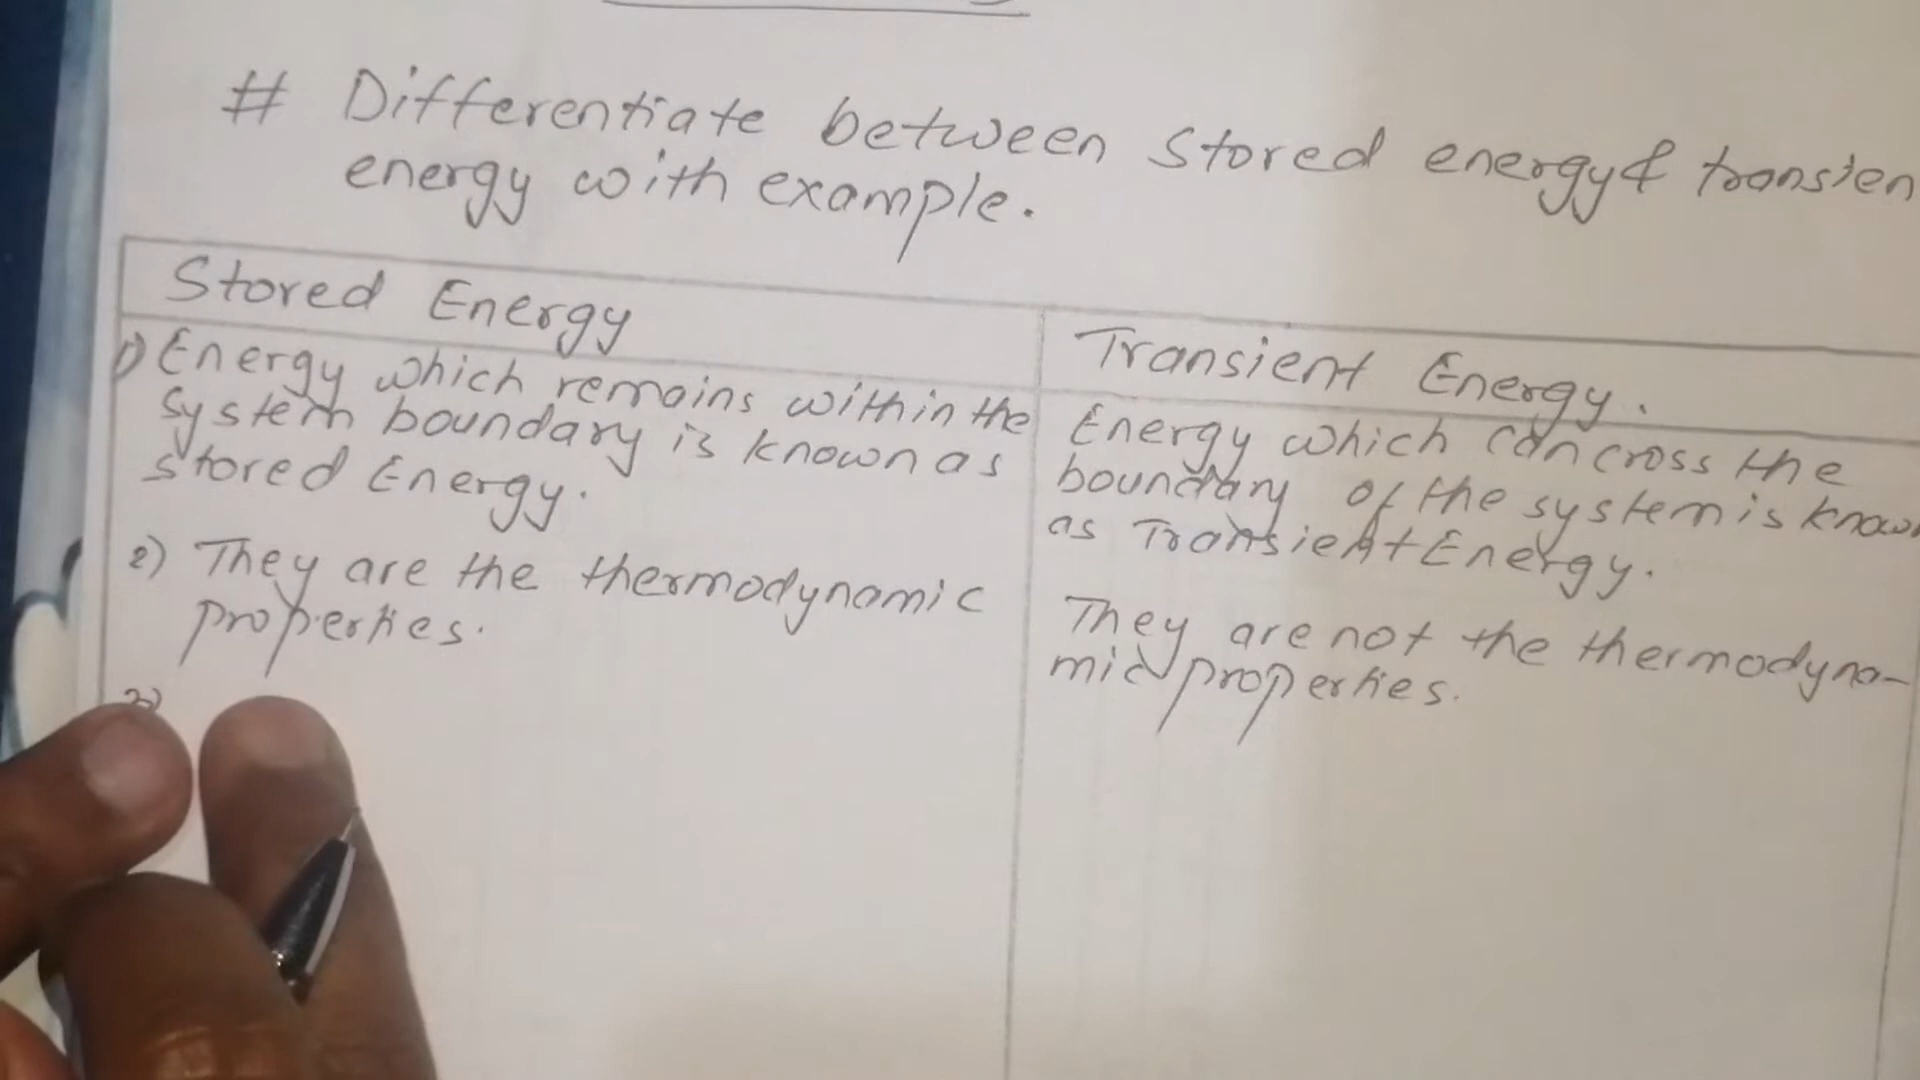 # Differentiate between stored energy & transien
energy with example.
Stored Energy
1) Energy which remains within the
system boundary is known as
stored Energy.
2) They are the thermodynamic
properties.
3)
Transient Energy.
Energy which can cross the
boundary of the system is known
as Transient Energy.
They are not the thermodyna-
mic properties.